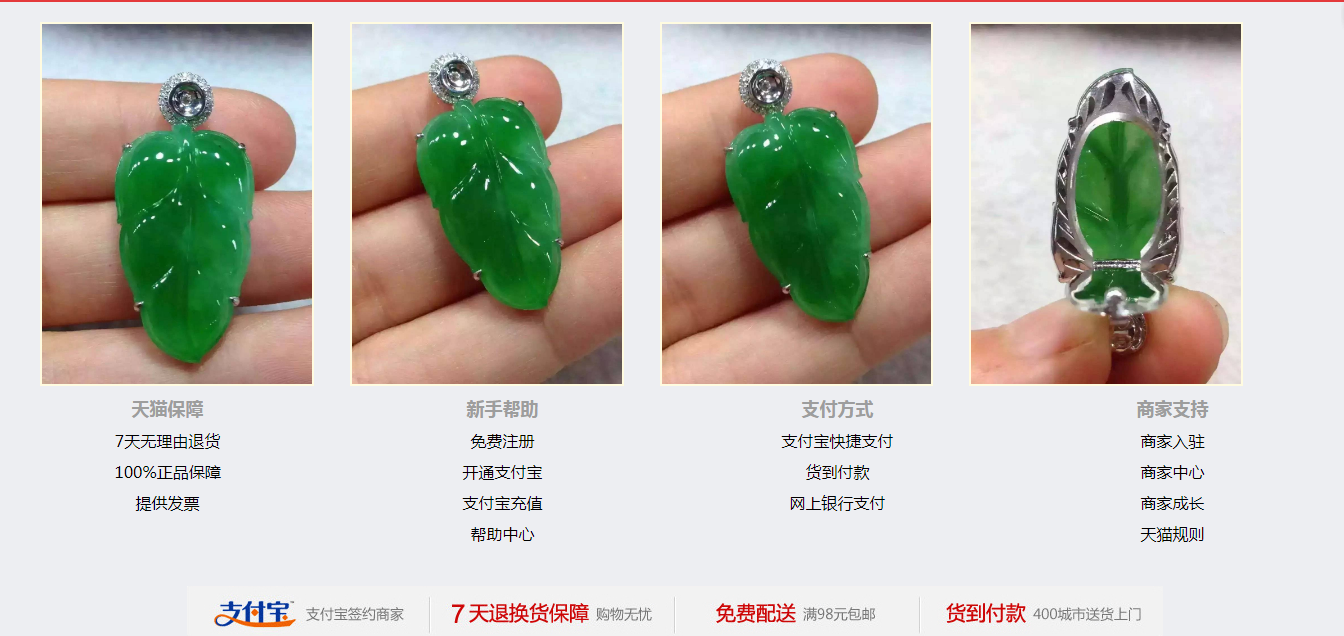 天猫保障
7天无理由退货
100%正品保障
提供发票
新手帮助
免费注册
开通支付宝
支付宝充值
帮助中心
支付方式
支付宝快捷支付
货到付款
网上银行支付
商家支持
商家入驻
商家中心
商家成长
天猫规则
支付宝 支付宝签约商家
7天退换货保障 购物无忧
免费配送 满98元包邮
货到付款 400城市送货上门